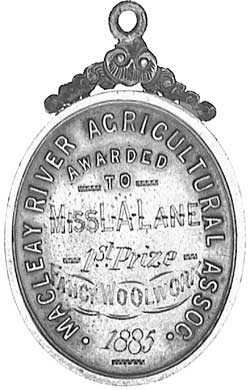 MACLEAY RIVER AGRICULTURAL ASSOC.
AWARDED
TO
MISS L.A. LANE
1st. Prize
FANCY WOOLWORK
1885